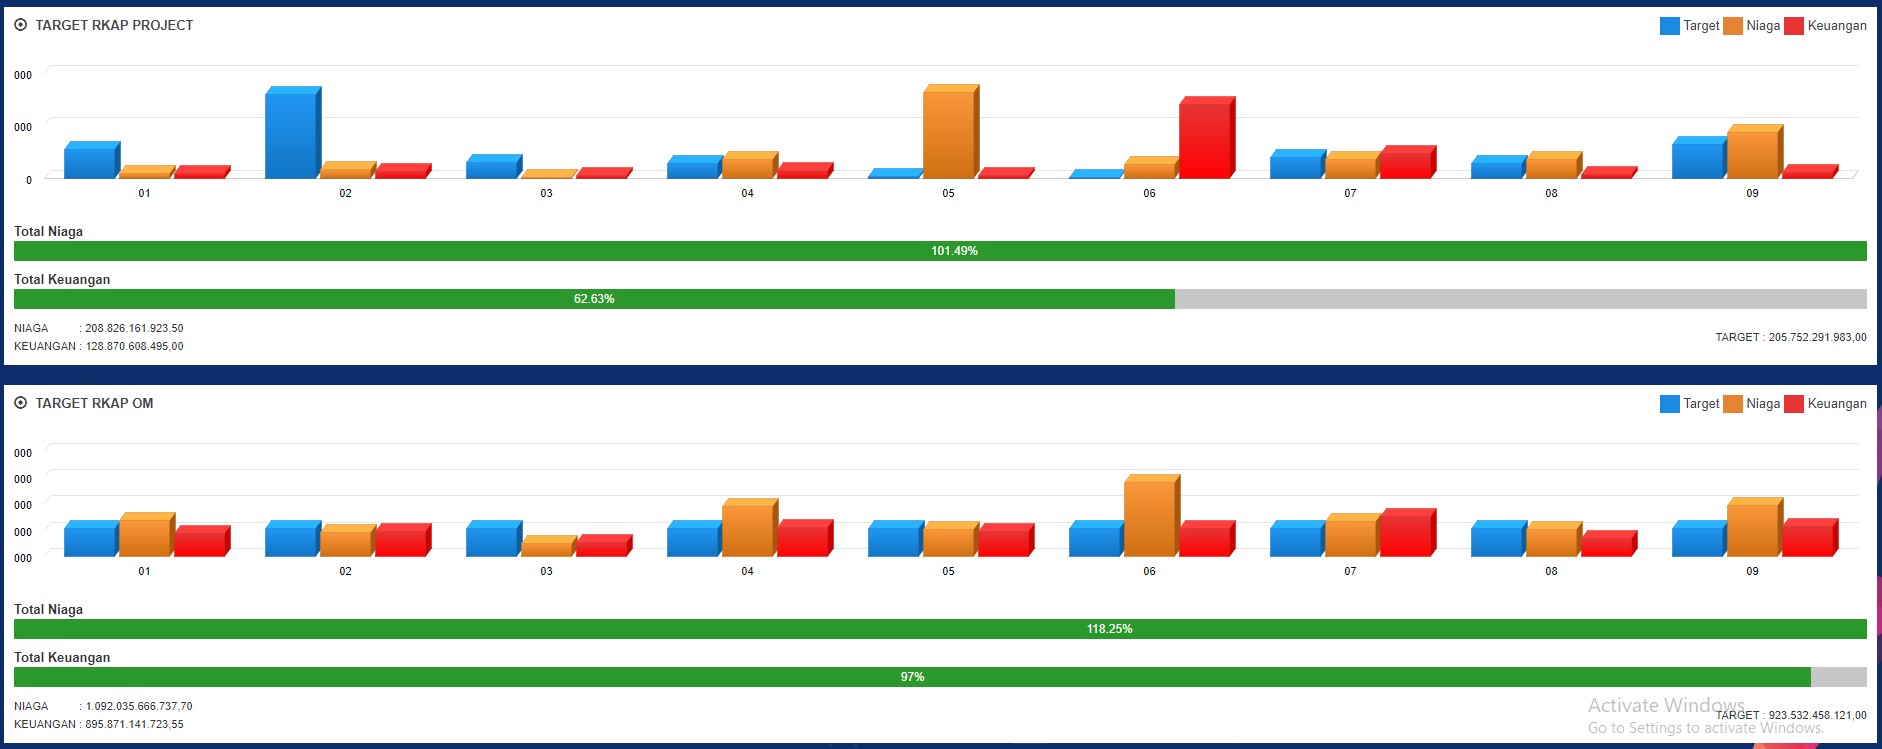 TARGET RKAP PROJECT
Target Niaga Keuangan
000
000
0
01 02 03 04 05 06 07 08 09
Total Niaga
101.49%
Total Keuangan
62.63%
NIAGA : 208.826.161.923,50
KEUANGAN : 128.870.608.495,00
TARGET : 205.752.291.983,00
TARGET RKAP OM
Target Niaga Keuangan
000
000
000
000
000
01 02 03 04 05 06 07 08 09
Total Niaga
118.25%
Total Keuangan
97%
NIAGA : 1.092.035.666.737,70
KEUANGAN : 895.871.141.723,55
TARGET : 923.532.458.121,00
Activate Windows
Go to Settings to activate Windows.